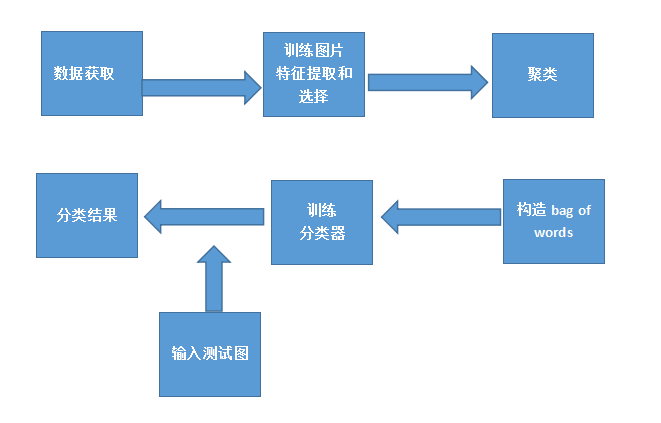 数据获取
训练图片
特征提取和
选择
聚类
分类结果
训练
分类器
构造 bag of
words
输入测试图